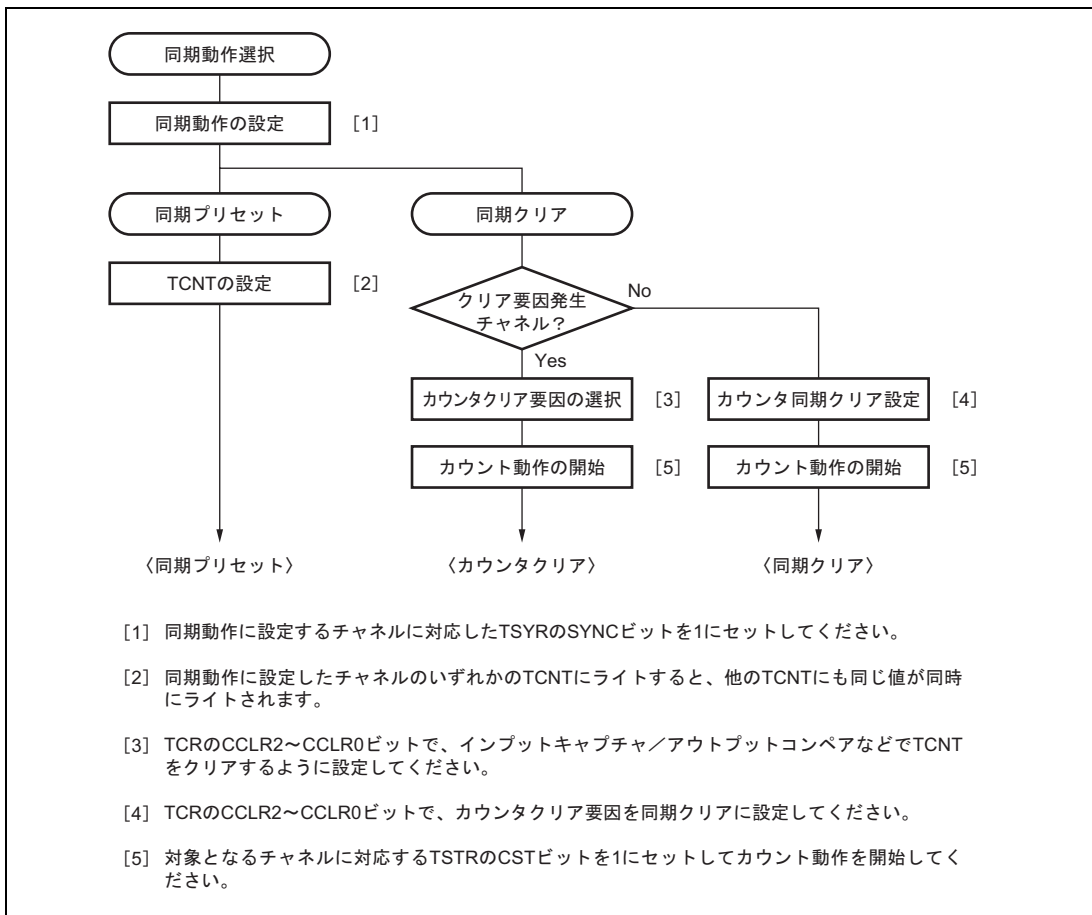 同期動作選択
同期動作の設定 [1]
同期プリセット 同期クリア
TCNTの設定 [2]
クリア要因発生
チャネル？
No
Yes
カウンタクリア要因の選択 [3] カウンタ同期クリア設定 [4]
カウント動作の開始 [5] カウント動作の開始 [5]
〈同期プリセット〉 〈カウンタクリア〉 〈同期クリア〉
[1] 同期動作に設定するチャネルに対応したTSYRのSYNCビットを1にセットしてください。
[2] 同期動作に設定したチャネルのいずれかのTCNTにライトすると、他のTCNTにも同じ値が同時
にライトされます。
[3] TCRのCCLR2～CCLR0ビットで、インプットキャプチャ／アウトプットコンペアなどでTCNT
をクリアするように設定してください。
[4] TCRのCCLR2～CCLR0ビットで、カウンタクリア要因を同期クリアに設定してください。
[5] 対象となるチャネルに対応するTSTRのCSTビットを1にセットしてカウント動作を開始してく
ださい。